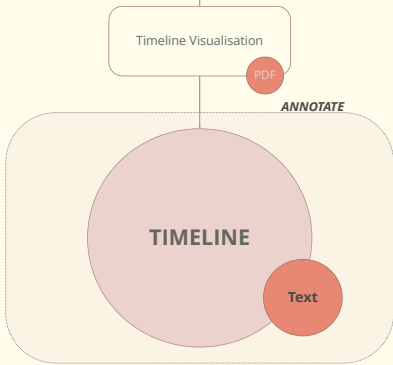 Timeline Visualisation
PDF
ANNOTATE
TIMELINE
Text